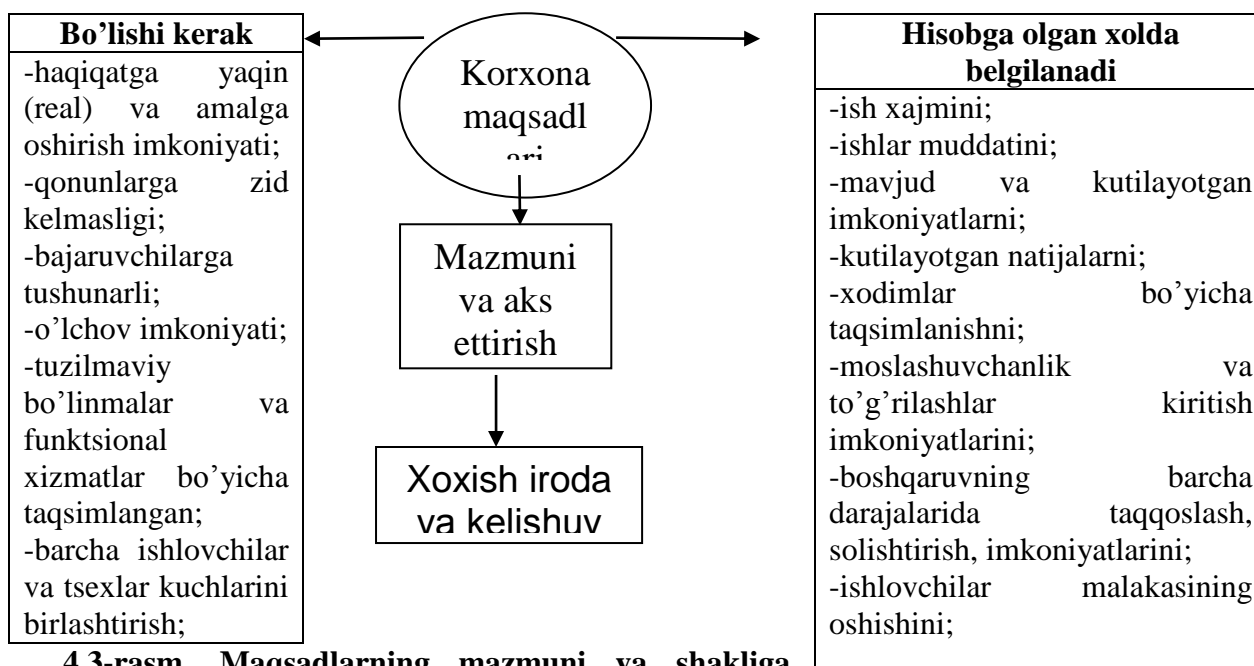 Bo’lishi kerak
-haqiqatga yaqin
(real) va amalga
oshirish imkoniyati;
-qonunlarga zid
kelmasligi;
-bajaruvchilarga
tushunarli;
-o’lchov imkoniyati;
-tuzilmaviy
bo’linmalar va
funktsional
xizmatlar bo’yicha
taqsimlangan;
-barcha ishlovchilar
va tsexlar kuchlarini
birlashtirish;
Korxona
maqsadl
ari
Mazmuni
va aks
ettirish
Xoxish iroda
va kelishuv
Hisobga olgan xolda
belgilanadi
-ish xajmini;
-ishlar muddatini;
-mavjud va kutilayotgan
imkoniyatlarni;
-kutilayotgan natijalarni;
-xodimlar bo’yicha
taqsimlanishni;
-moslashuvchanlik va
to’g’rilashlar kiritish
imkoniyatlarini;
-boshqaruvning barcha
darajalarida taqqoslash,
solishtirish, imkoniyatlarini;
-ishlovchilar malakasining
oshishini;
4.3-rasm. Maqsadlarning mazmuni va shakliga